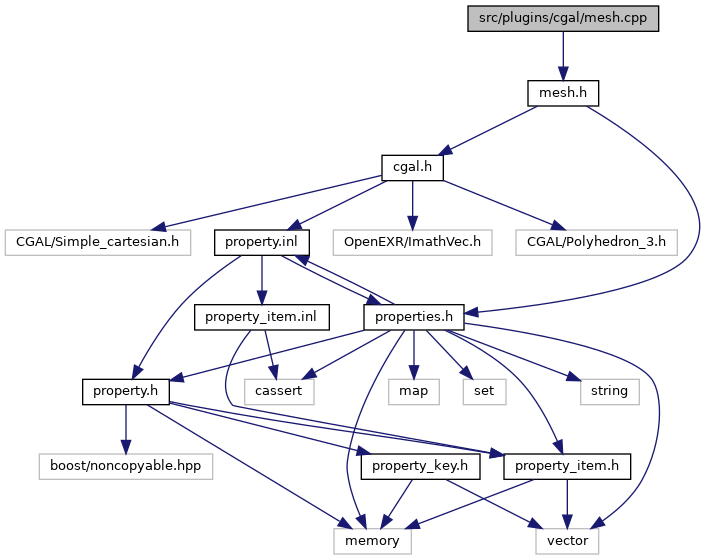 src/plugins/cgal/mesh.cpp
mesh.h
cgal.h
CGAL/Simple_cartesian.h
property.inl
OpenEXR/ImathVec.h
CGAL/Polyhedron_3.h
property_item.inl
properties.h
property.h
cassert
map
set
string
boost/noncopyable.hpp
property_key.h
property_item.h
memory
vector